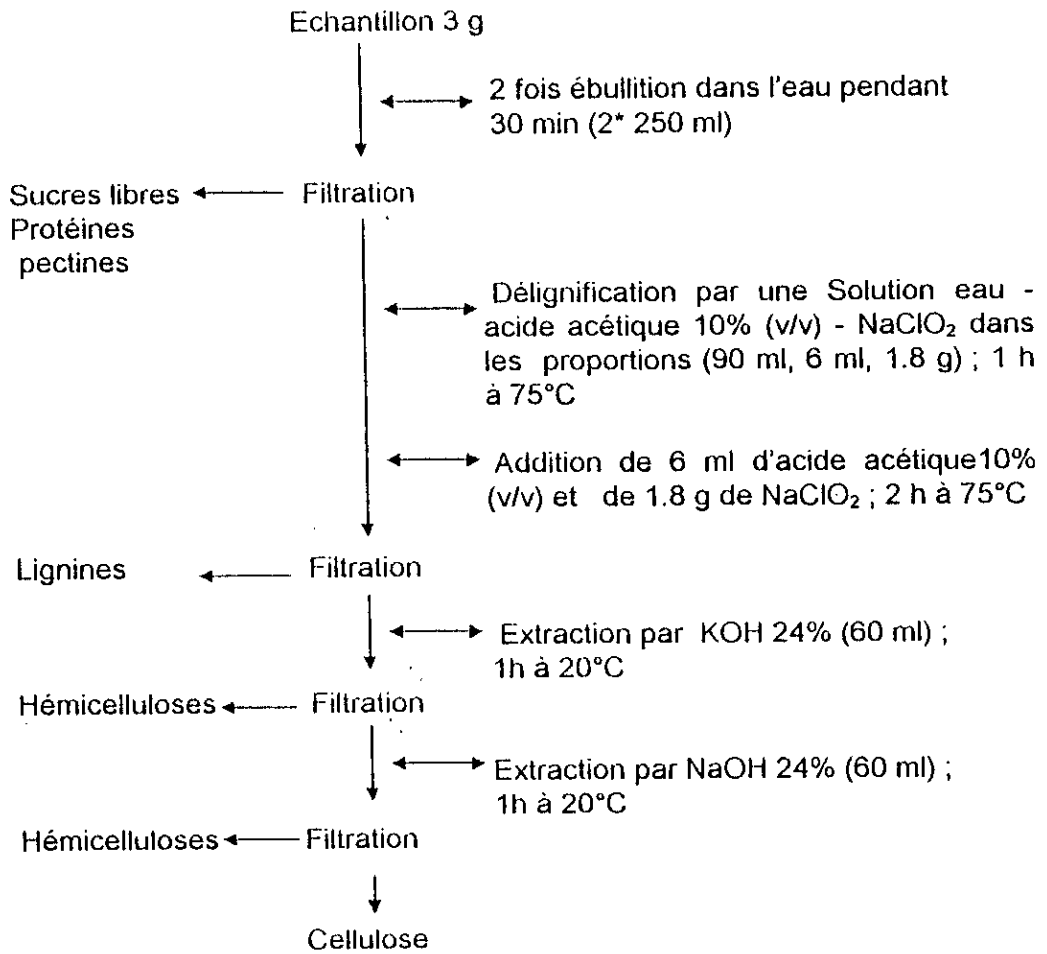 Echantillon 3 g
2 fois ébullition dans l'eau pendant
30 min (2* 250 ml)
Sucres libres
Protéines
pectines
Filtration
Délignification par une Solution eau -
acide acétique 10% (v/v) - NaClO₂ dans
les proportions (90 ml, 6 ml, 1.8 g) ; 1 h
à 75°C
Addition de 6 ml d'acide acétique10%
(v/v) et de 1.8 g de NaClO₂ ; 2 h à 75°C
Lignines
Filtration
Extraction par KOH 24% (60 ml) ;
1h à 20°C
Hémicelluloses
Filtration
Extraction par NaOH 24% (60 ml) ;
1h à 20°C
Hémicelluloses
Filtration
Cellulose